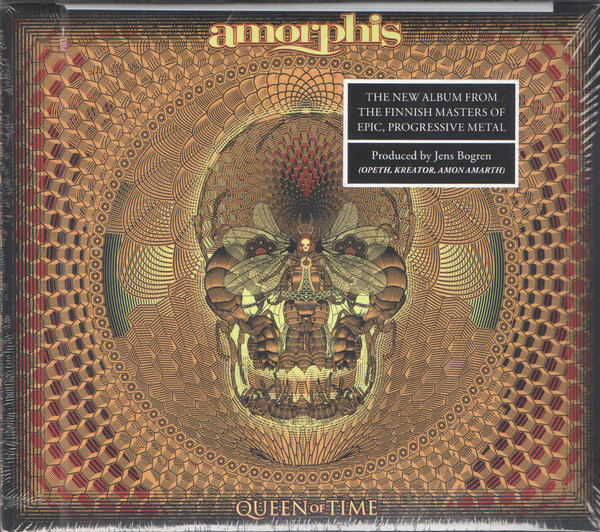 amorphis
THE NEW ALBUM FROM
THE FINNISH MASTERS OF
EPIC, PROGRESSIVE METAL
Produced by Jens Bogren
(OPETH, KREATOR, AMON AMARTH)
QUEEN OF TIME